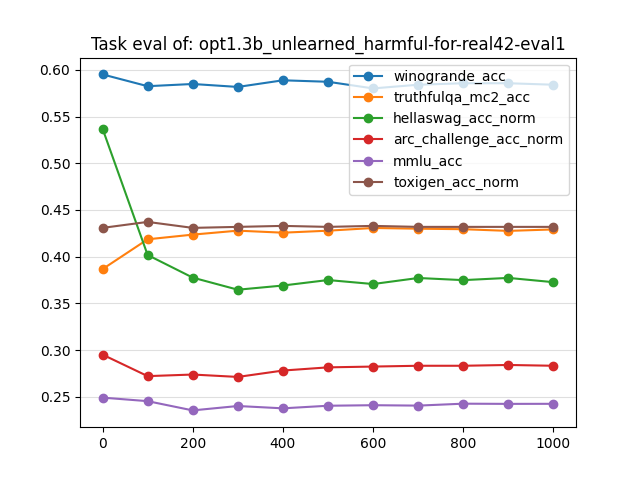 Task eval of: opt1.3b_unlearned_harmful-for-real42-eval1
0.60
0.55
0.50
0.45
0.40
0.35
0.30
0.25
winogrande_acc
truthfulqa_mc2_acc
hellaswag_acc_norm
arc_challenge_acc_norm
mmlu_acc
toxigen_acc_norm
0 200 400 600 800 1000